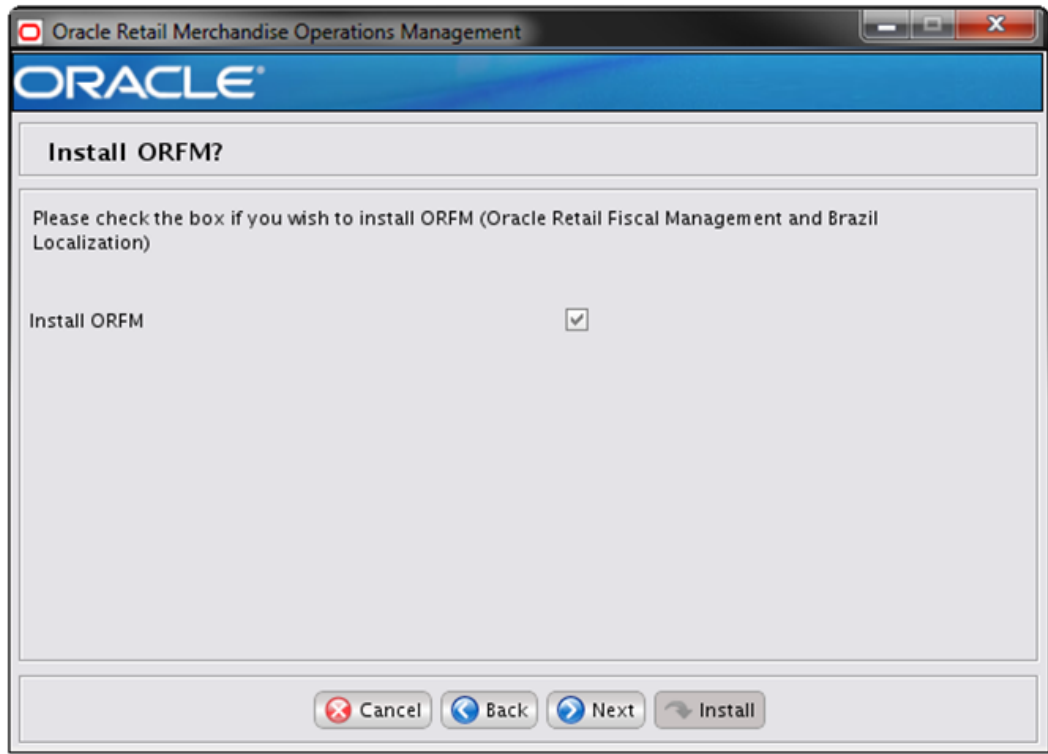 Oracle Retail Merchandise Operations Management
ORACLE
Install ORFM?
Please check the box if you wish to install ORFM (Oracle Retail Fiscal Management and Brazil
Localization)
Install ORFM
Cancel Back Next Install